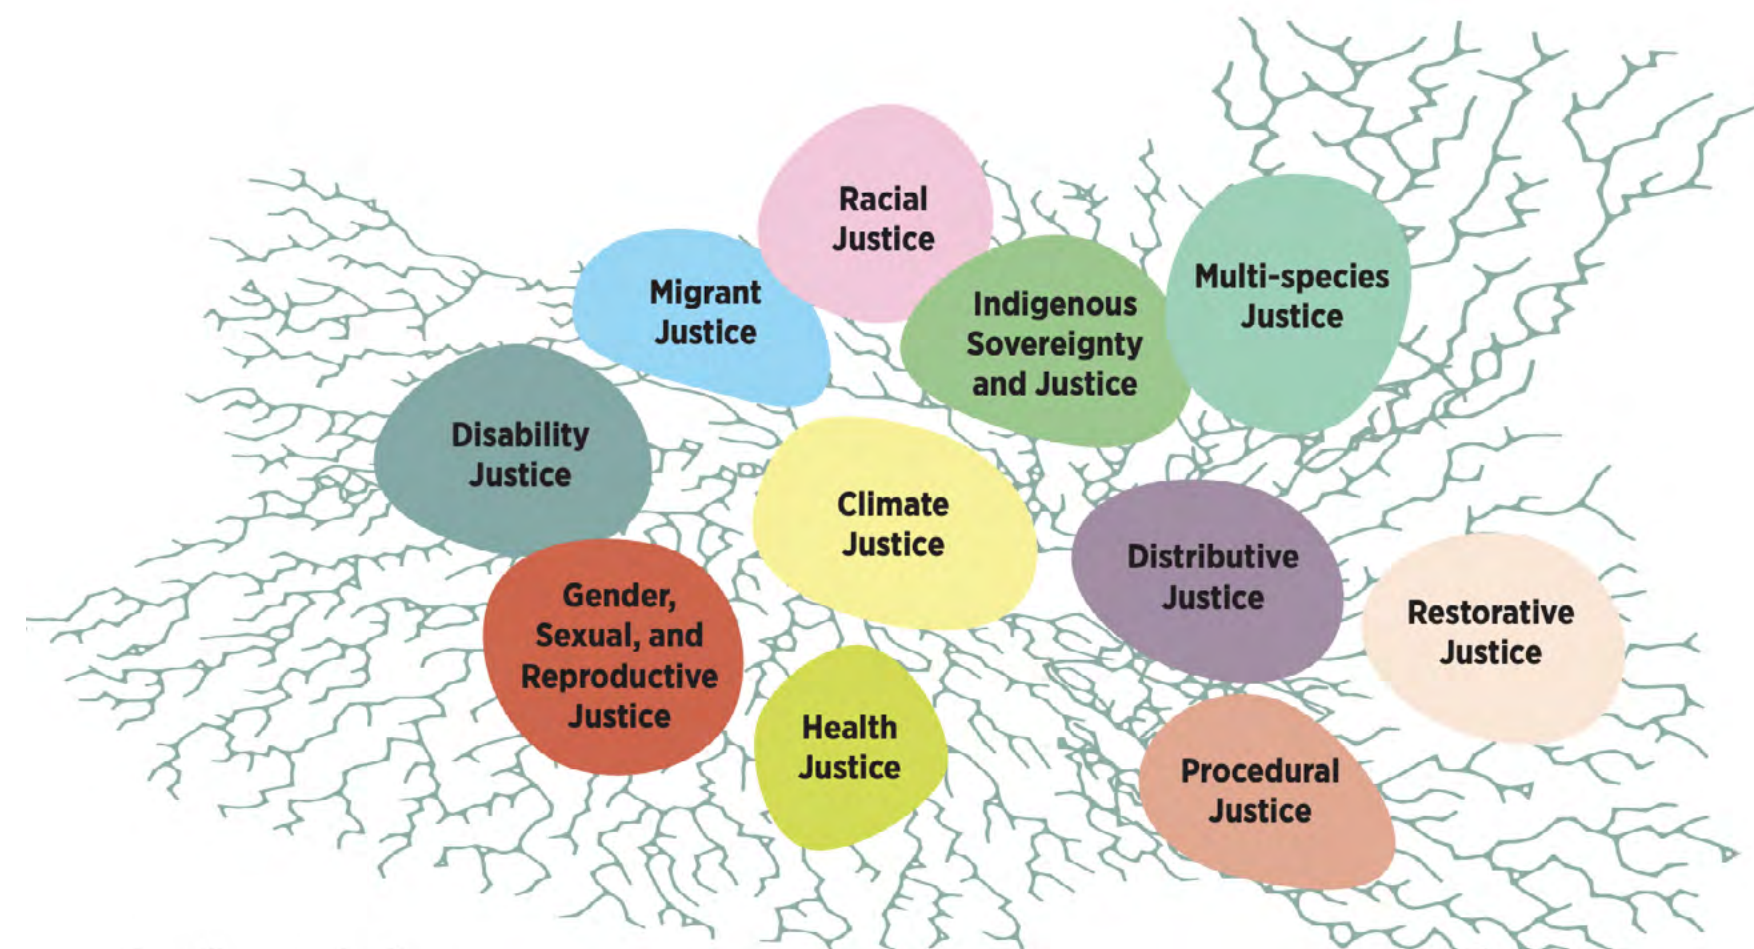 Racial
Justice
Migrant
Justice
Indigenous
Sovereignty
and Justice
Multi-species
Justice
Disability
Justice
Climate
Justice
Distributive
Justice
Restorative
Justice
Gender,
Sexual, and
Reproductive
Justice
Health
Justice
Procedural
Justice